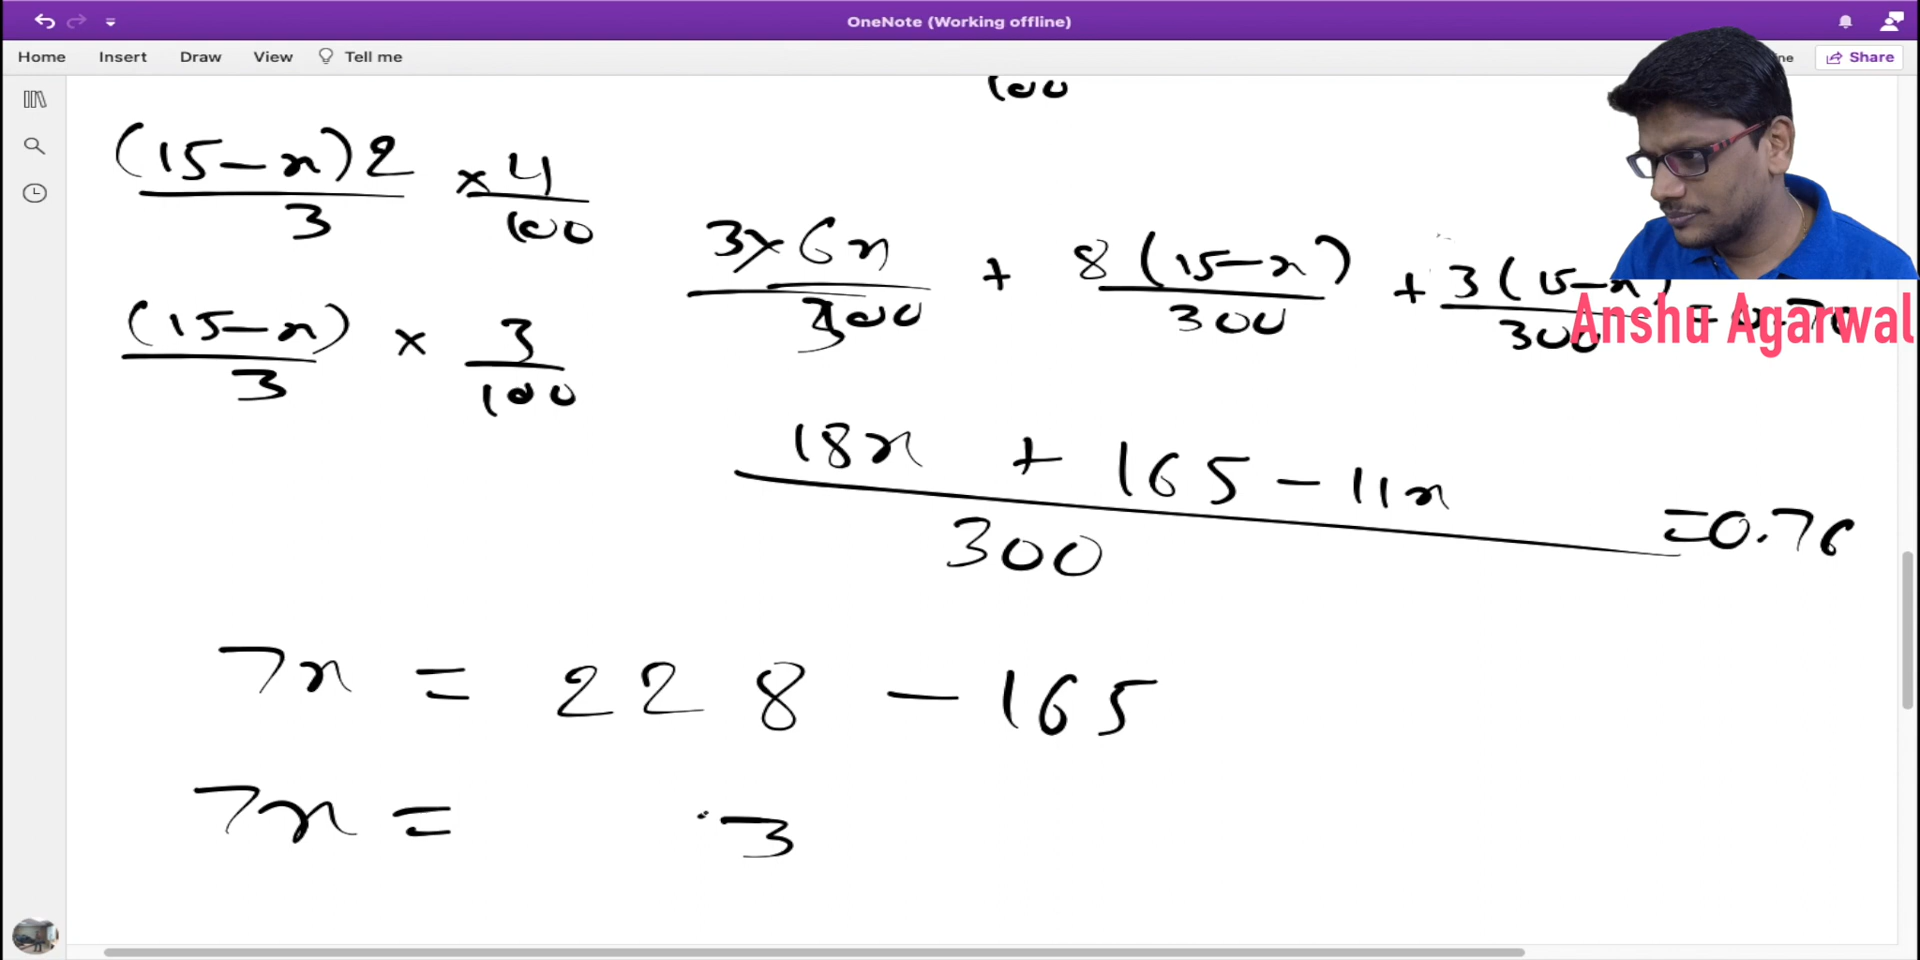 OneNote (Working offline)
Home Insert Draw View Tell me Share
100
(15-x)2/3 × 4/100
3×6x/300 + 8(15-x)/300 + 3(15-x)/300 = 0.76
Anshu Agarwal
(15-x)/3 × 3/100
18x + 165 - 11x
300
=0.76
7x = 228 - 165
7x = 3